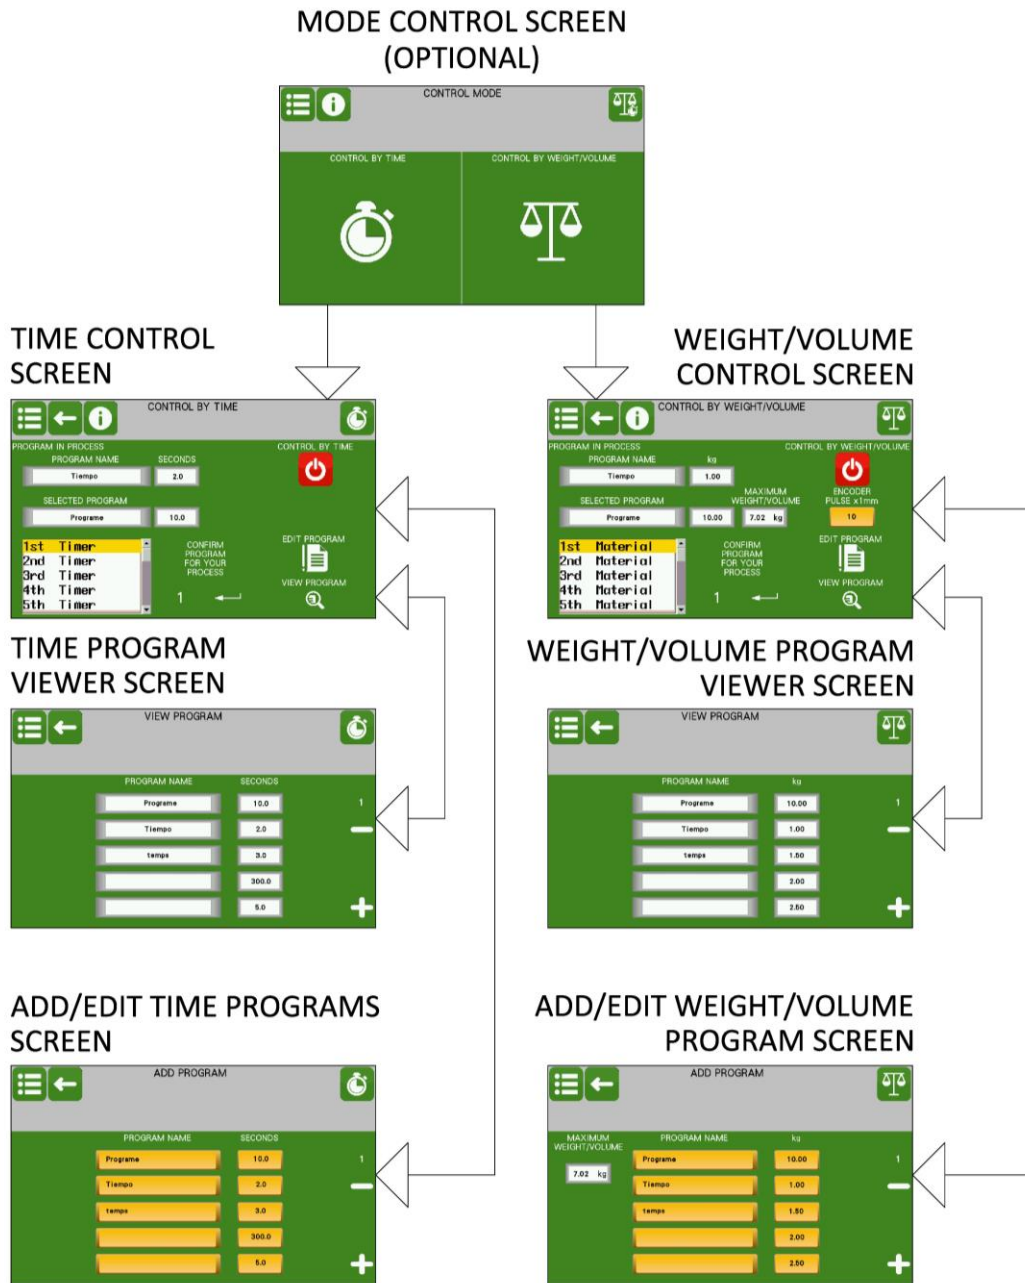 MODE CONTROL SCREEN
(OPTIONAL)
CONTROL MODE
CONTROL BY TIME
CONTROL BY WEIGHT/VOLUME
TIME CONTROL
SCREEN
CONTROL BY TIME
PROGRAM IN PROCESS
PROGRAM NAME SECONDS
CONTROL BY TIME
Tiempo 2.0
SELECTED PROGRAM
Programe 10.0
1st Timer
2nd Timer
3rd Timer
4th Timer
5th Timer
CONFIRM
PROGRAM
FOR YOUR
PROCESS
1
EDIT PROGRAM
VIEW PROGRAM
WEIGHT/VOLUME
CONTROL SCREEN
CONTROL BY WEIGHT/VOLUME
PROGRAM IN PROCESS
PROGRAM NAME kg
CONTROL BY WEIGHT/VOLUME
Tiempo 1.00
SELECTED PROGRAM
MAXIMUM
WEIGHT/VOLUME
ENCODER
PULSE x1mm
Programe 10.00 7.02 kg 10
1st Material
2nd Material
3rd Material
4th Material
5th Material
CONFIRM
PROGRAM
FOR YOUR
PROCESS
1
EDIT PROGRAM
VIEW PROGRAM
TIME PROGRAM
VIEWER SCREEN
VIEW PROGRAM
PROGRAM NAME SECONDS
Programe 10.0 1
Tiempo 2.0
temps 3.0
300.0
5.0
WEIGHT/VOLUME PROGRAM
VIEWER SCREEN
VIEW PROGRAM
PROGRAM NAME kg
Programe 10.00 1
Tiempo 1.00
temps 1.50
2.00
2.50
ADD/EDIT TIME PROGRAMS
SCREEN
ADD PROGRAM
PROGRAM NAME SECONDS
Programe 10.0 1
Tiempo 2.0
temps 3.0
300.0
5.0
ADD/EDIT WEIGHT/VOLUME
PROGRAM SCREEN
ADD PROGRAM
MAXIMUM
WEIGHT/VOLUME
7.02 kg
PROGRAM NAME kg
Programe 10.00 1
Tiempo 1.00
temps 1.50
2.00
2.50